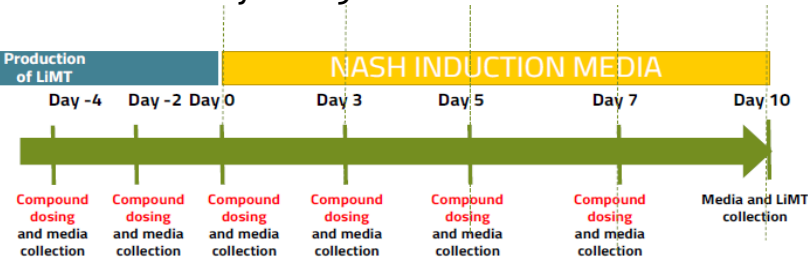 Production
of LiMT
NASH INDUCTION MEDIA
Day -4 Day -2 Day 0 Day 3 Day 5 Day 7 Day 10
Compound
dosing
and media
collection
Compound
dosing
and media
collection
Compound
dosing
and media
collection
Compound
dosing
and media
collection
Compound
dosing
and media
collection
Compound
dosing
and media
collection
Media and LiMT
collection